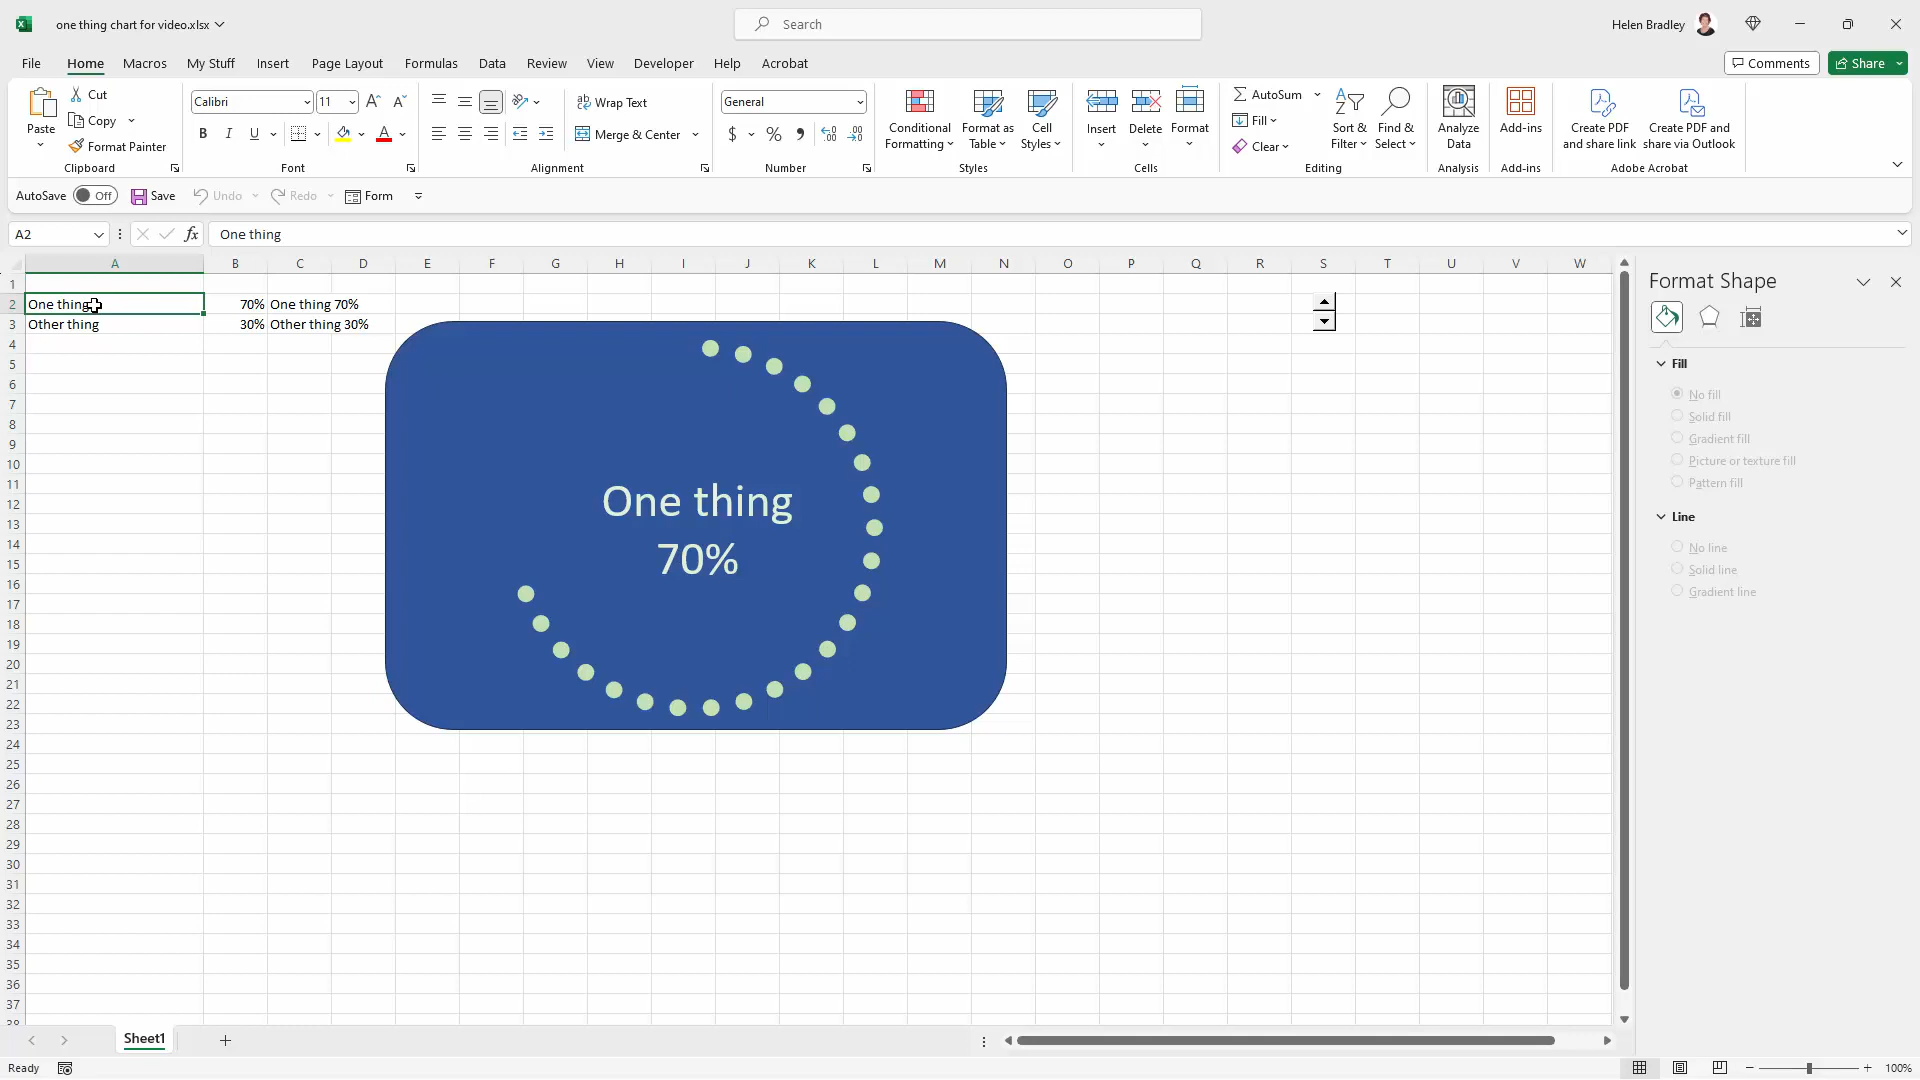 one thing chart for video.xlsx
Search
Helen Bradley
File Home Macros My Stuff Insert Page Layout Formulas Data Review View Developer Help Acrobat
Comments Share
Paste
Cut
Copy
Format Painter
Clipboard
Calibri 11
B I U
A
Font
Wrap Text
Merge & Center
Alignment
General
$ % ,
Number
Conditional Formatting
Format as Table
Cell Styles
Styles
Insert Delete Format
Cells
AutoSum
Fill
Clear
Sort & Filter
Find & Select
Editing
Analyze Data
Analysis
Add-ins
Add-ins
Create PDF and share link
Create PDF and share via Outlook
Adobe Acrobat
AutoSave Off Save Undo Redo Form
A2 fx One thing
A B C D E F G H I J K L M N O P Q R S T U V W
1
2 One thing 70% One thing 70%
3 Other thing 30% Other thing 30%
4
5
6
7
8
9
10
11
12
13
14
15
16
17
18
19
20
21
22
23
24
25
26
27
28
29
30
31
32
33
34
35
36
37
38
One thing
70%
Format Shape
Fill
No fill
Solid fill
Gradient fill
Picture or texture fill
Pattern fill
Line
No line
Solid line
Gradient line
Sheet1
Ready
100%